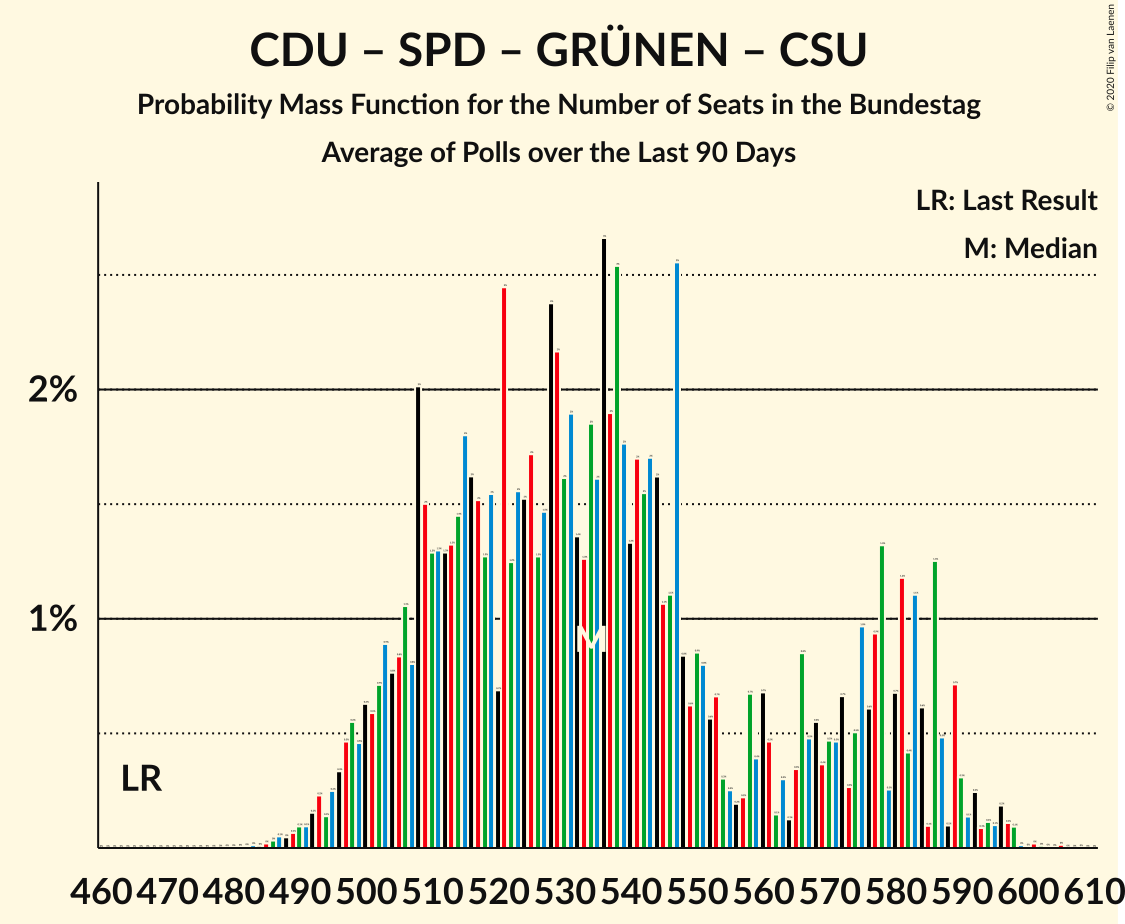 CDU – SPD – GRÜNEN – CSU
Probability Mass Function for the Number of Seats in the Bundestag
Average of Polls over the Last 90 Days
© 2020 Filip van Laenen
LR: Last Result
M: Median
2%
1%
LR
M
460 470 480 490 500 510 520 530 540 550 560 570 580 590 600 610